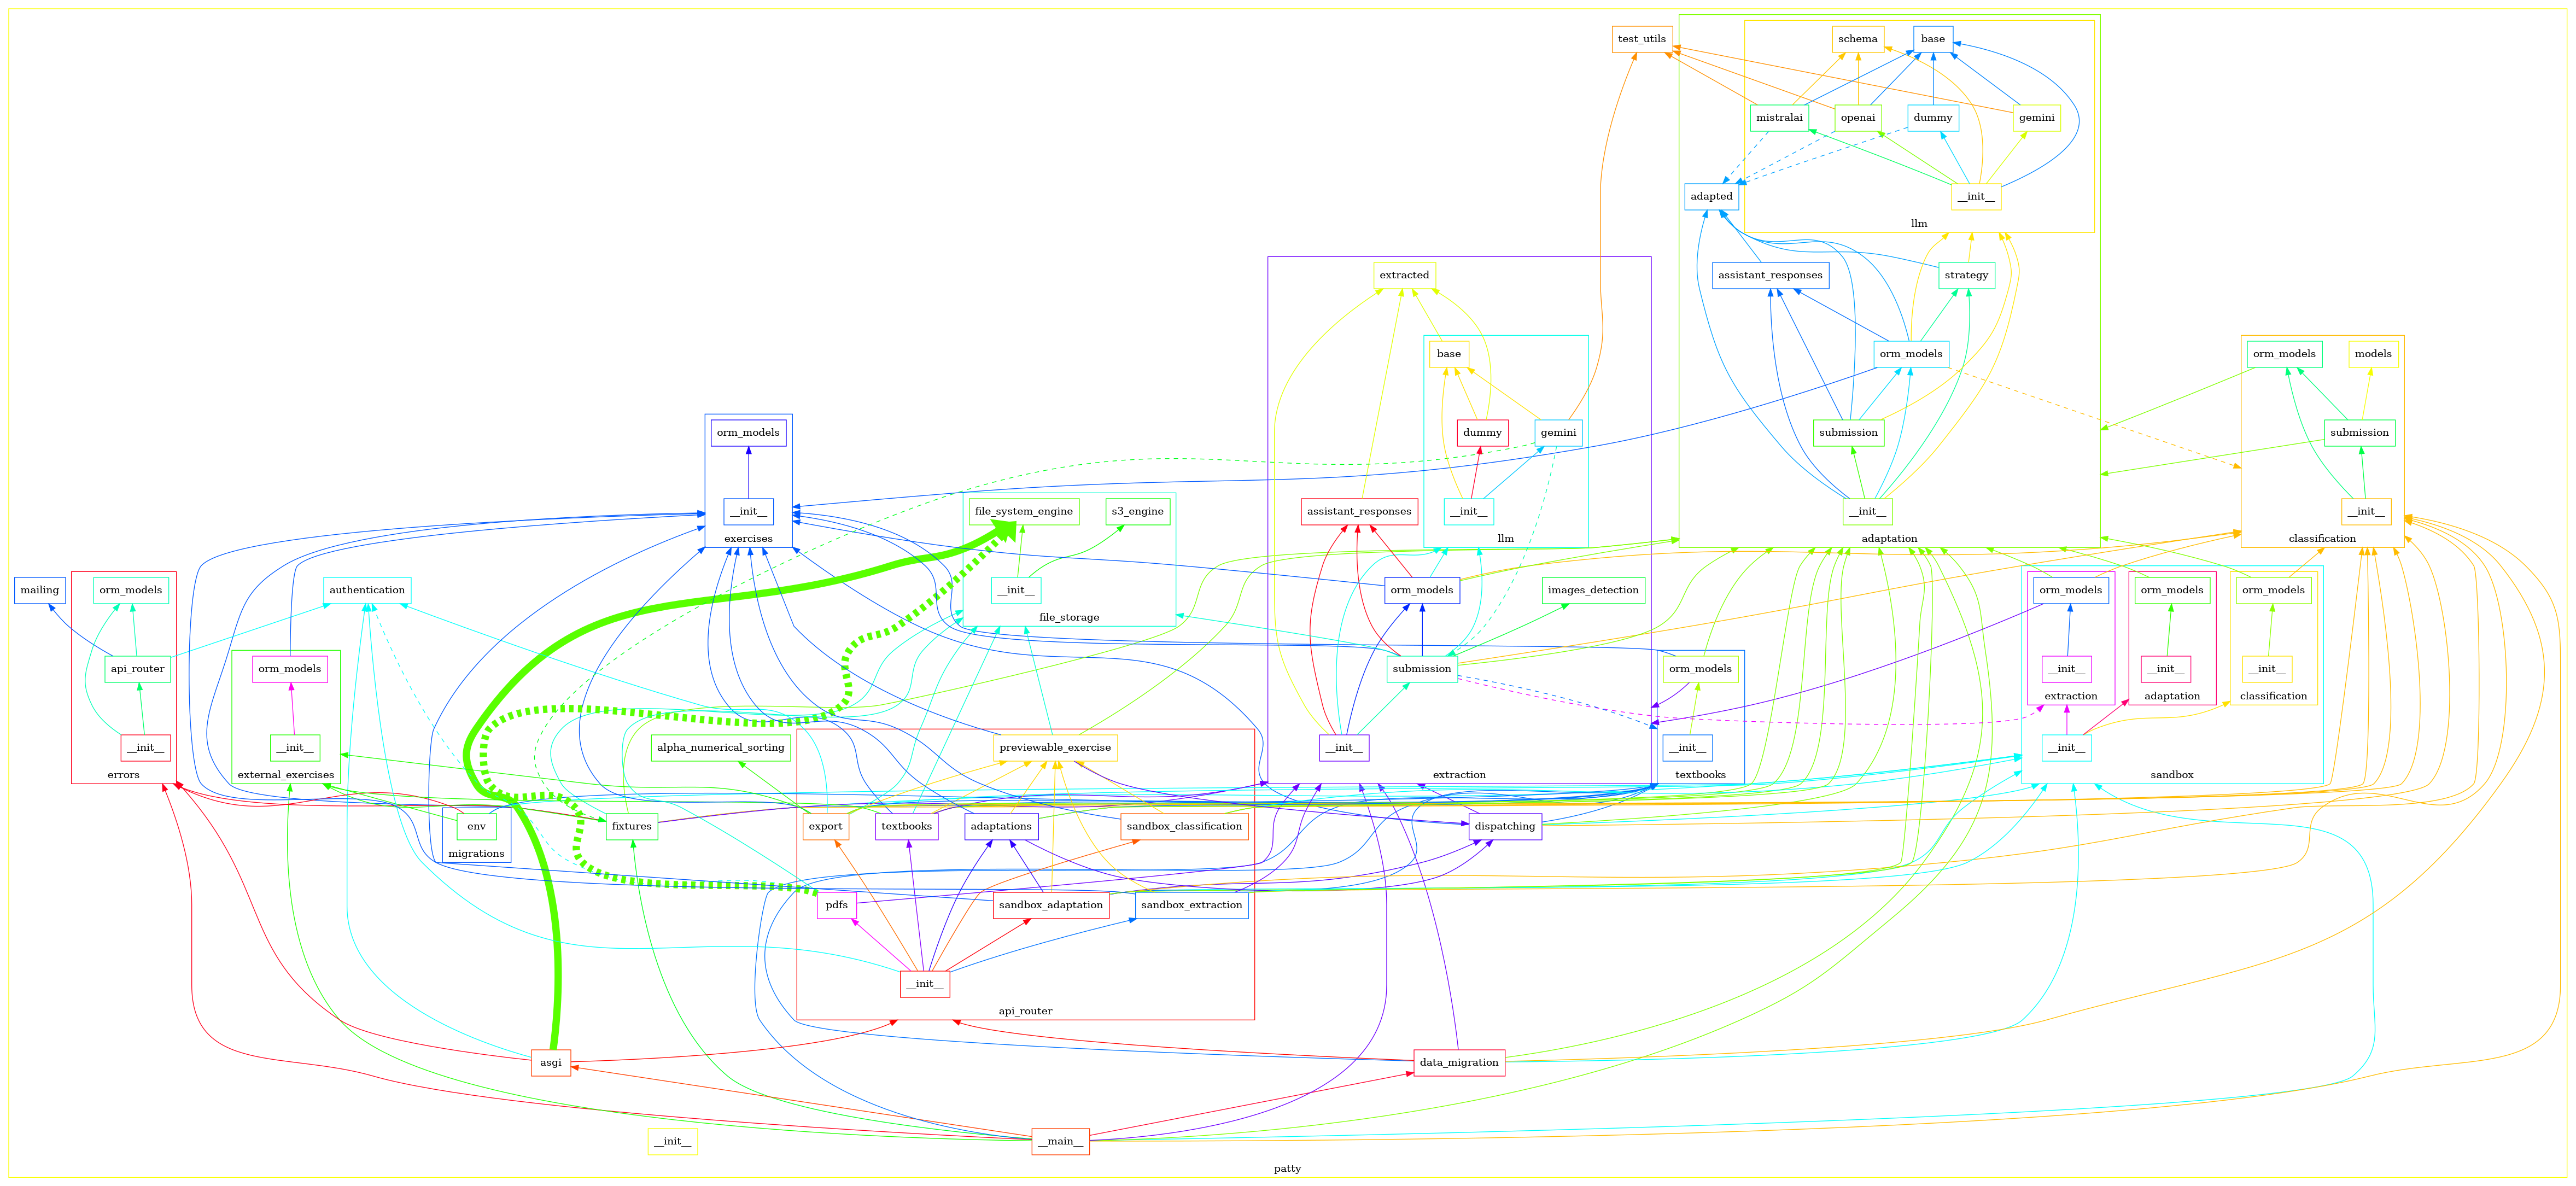 test_utils
schema
base
mistralai
openai
dummy
gemini
adapted
__init__
llm
extracted
assistant_responses
strategy
base
orm_models
orm_models
models
orm_models
dummy
gemini
submission
submission
__init__
exercises
file_system_engine
s3_engine
assistant_responses
__init__
llm
__init__
adaptation
__init__
classification
mailing
orm_models
authentication
__init__
file_storage
orm_models
images_detection
orm_models
orm_models
orm_models
api_router
orm_models
submission
orm_models
__init__
extraction
__init__
adaptation
__init__
classification
__init__
errors
__init__
external_exercises
alpha_numerical_sorting
previewable_exercise
__init__
extraction
__init__
textbooks
__init__
sandbox
env
migrations
fixtures
export
textbooks
adaptations
sandbox_classification
dispatching
pdfs
sandbox_adaptation
sandbox_extraction
__init__
api_router
asgi
data_migration
__init__
__main__
patty